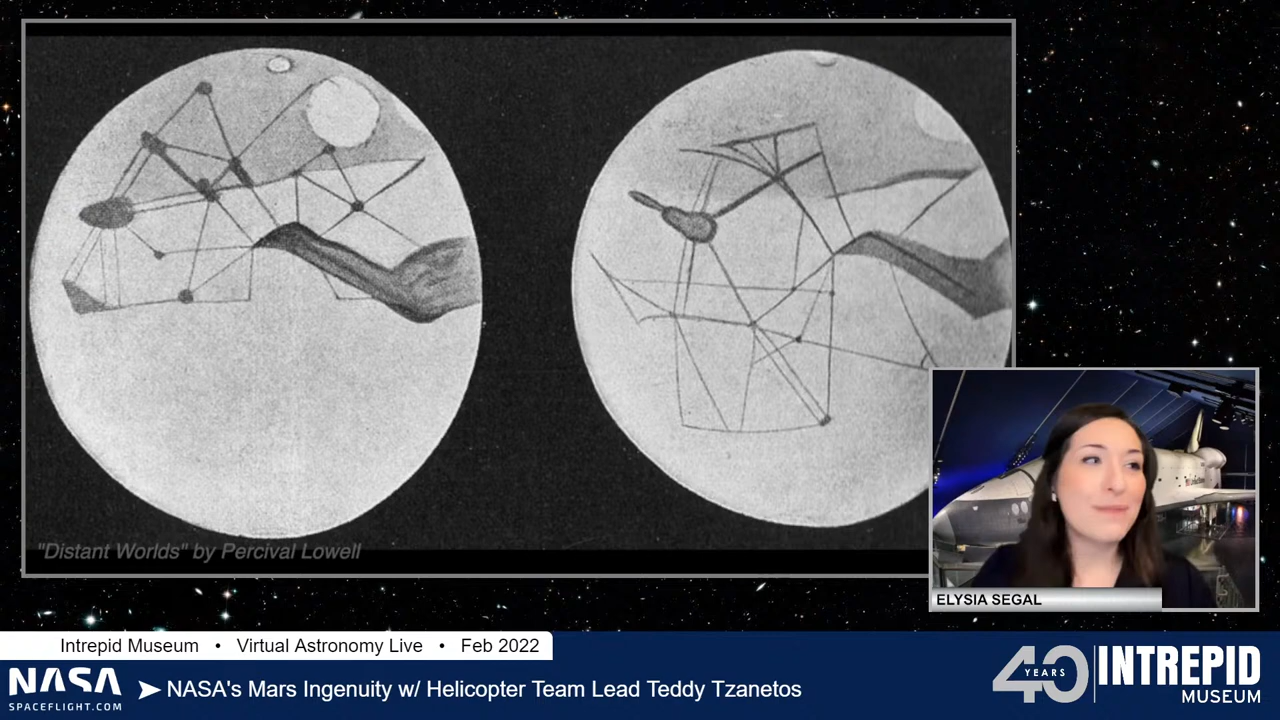 "Distant Worlds" by Percival Lowell
ELYSIA SEGAL
Intrepid Museum • Virtual Astronomy Live • Feb 2022
NASA
SPACEFLIGHT.COM
NASA's Mars Ingenuity w/ Helicopter Team Lead Teddy Tzanetos
40
YEARS
INTREPID
MUSEUM